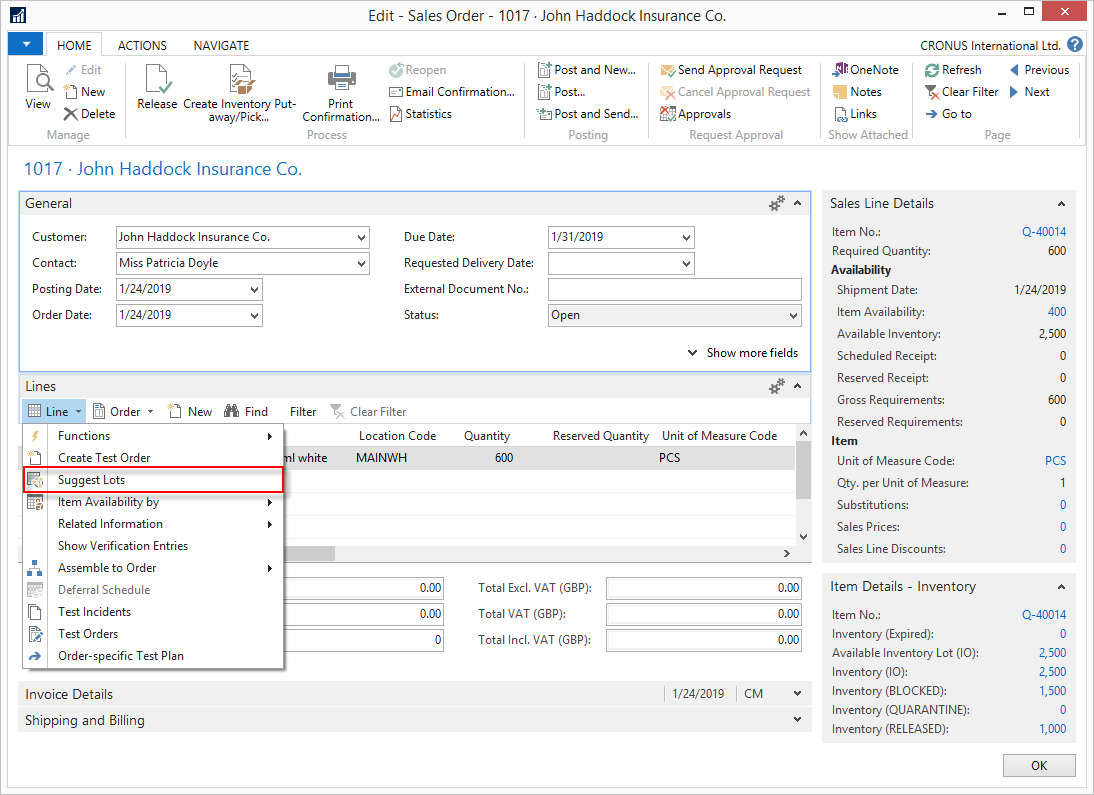 Edit - Sales Order - 1017 · John Haddock Insurance Co.
HOME ACTIONS NAVIGATE CRONUS International Ltd. ?
View
Edit
New
Delete
Manage
Release
Create Inventory Put-away/Pick...
Print Confirmation...
Reopen
Email Confirmation...
Statistics
Process
Post and New...
Post...
Post and Send...
Posting
Send Approval Request
Cancel Approval Request
Approvals
Request Approval
OneNote
Notes
Links
Show Attached
Refresh
Clear Filter
Go to
Previous
Next
Page
1017 · John Haddock Insurance Co.
General
Customer: John Haddock Insurance Co.
Contact: Miss Patricia Doyle
Posting Date: 1/24/2019
Order Date: 1/24/2019
Due Date: 1/31/2019
Requested Delivery Date:
External Document No.:
Status: Open
Show more fields
Lines
Line Order New Find Filter Clear Filter
Location Code Quantity Reserved Quantity Unit of Measure Code
ml white MAINWH 600 PCS
Functions
Create Test Order
Suggest Lots
Item Availability by
Related Information
Show Verification Entries
Assemble to Order
Deferral Schedule
Test Incidents
Test Orders
Order-specific Test Plan
0.00 Total Excl. VAT (GBP): 0.00
0.00 Total VAT (GBP): 0.00
0 Total Incl. VAT (GBP): 0.00
Invoice Details 1/24/2019 CM
Shipping and Billing
Sales Line Details
Item No.: Q-40014
Required Quantity: 600
Availability
Shipment Date: 1/24/2019
Item Availability: 400
Available Inventory: 2,500
Scheduled Receipt: 0
Reserved Receipt: 0
Gross Requirements: 600
Reserved Requirements: 0
Item
Unit of Measure Code: PCS
Qty. per Unit of Measure: 1
Substitutions: 0
Sales Prices: 0
Sales Line Discounts: 0
Item Details - Inventory
Item No.: Q-40014
Inventory (Expired): 0
Available Inventory Lot (IO): 2,500
Inventory (IO): 2,500
Inventory (BLOCKED): 1,500
Inventory (QUARANTINE): 0
Inventory (RELEASED): 1,000
OK